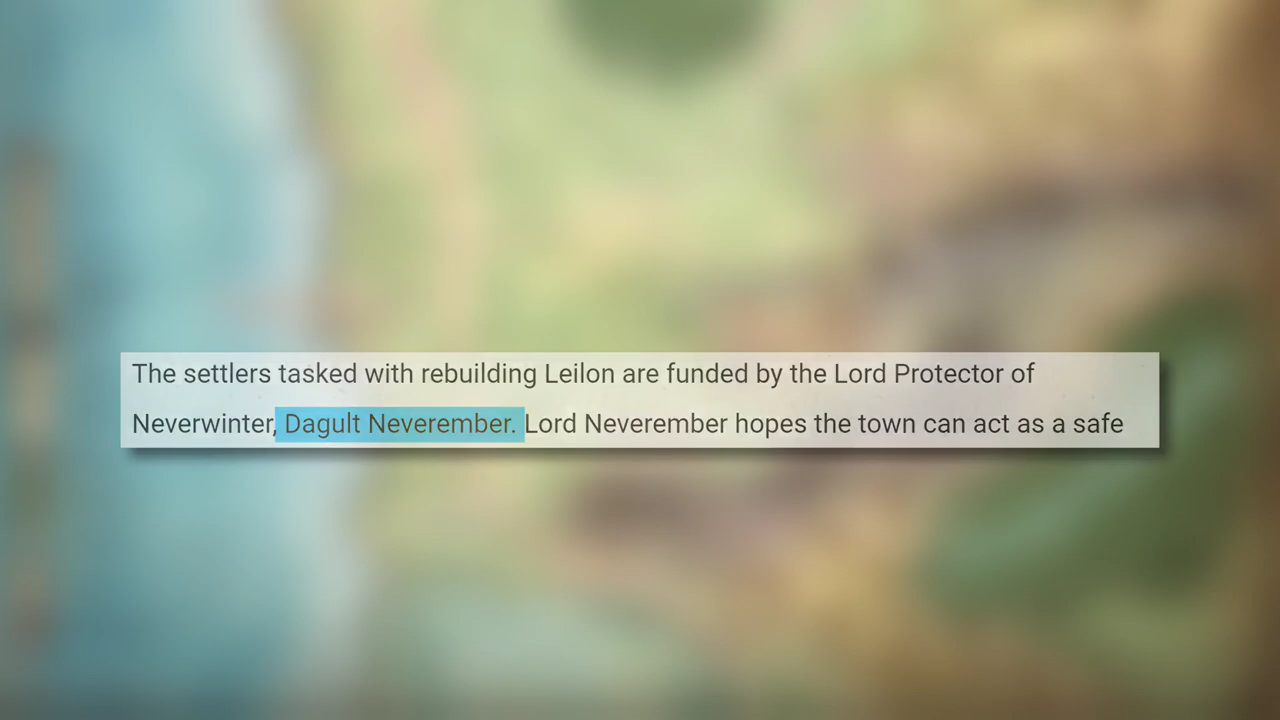 The settlers tasked with rebuilding Leilon are funded by the Lord Protector of
Neverwinter, Dagult Neverember. Lord Neverember hopes the town can act as a safe